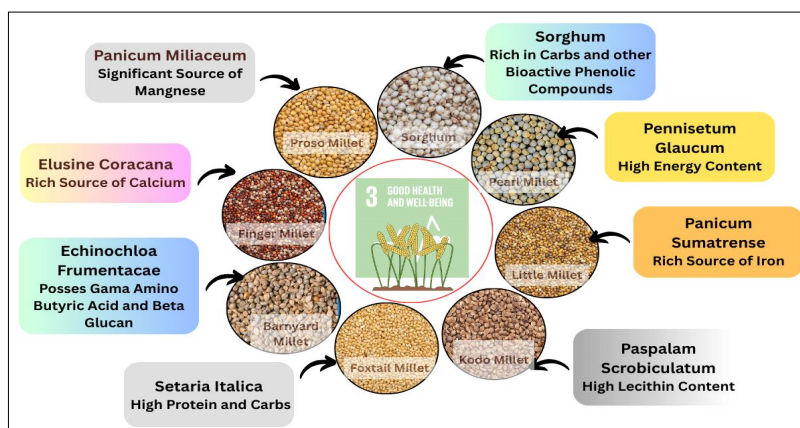 Panicum Miliaceum
Significant Source of
Mangnese
Sorghum
Rich in Carbs and other
Bioactive Phenolic
Compounds
Proso Millet
Sorghum
Elusine Coracana
Rich Source of Calcium
Pennisetum
Glaucum
High Energy Content
Pearl Millet
3 GOOD HEALTH
AND WELL-BEING
Finger Millet
Echinochloa
Frumentacae
Posses Gama Amino
Butyric Acid and Beta
Glucan
Panicum
Sumatrense
Rich Source of Iron
Little Millet
Barnyard
Millet
Foxtail Millet
Kodo Millet
Setaria Italica
High Protein and Carbs
Paspalam
Scrobiculatum
High Lecithin Content